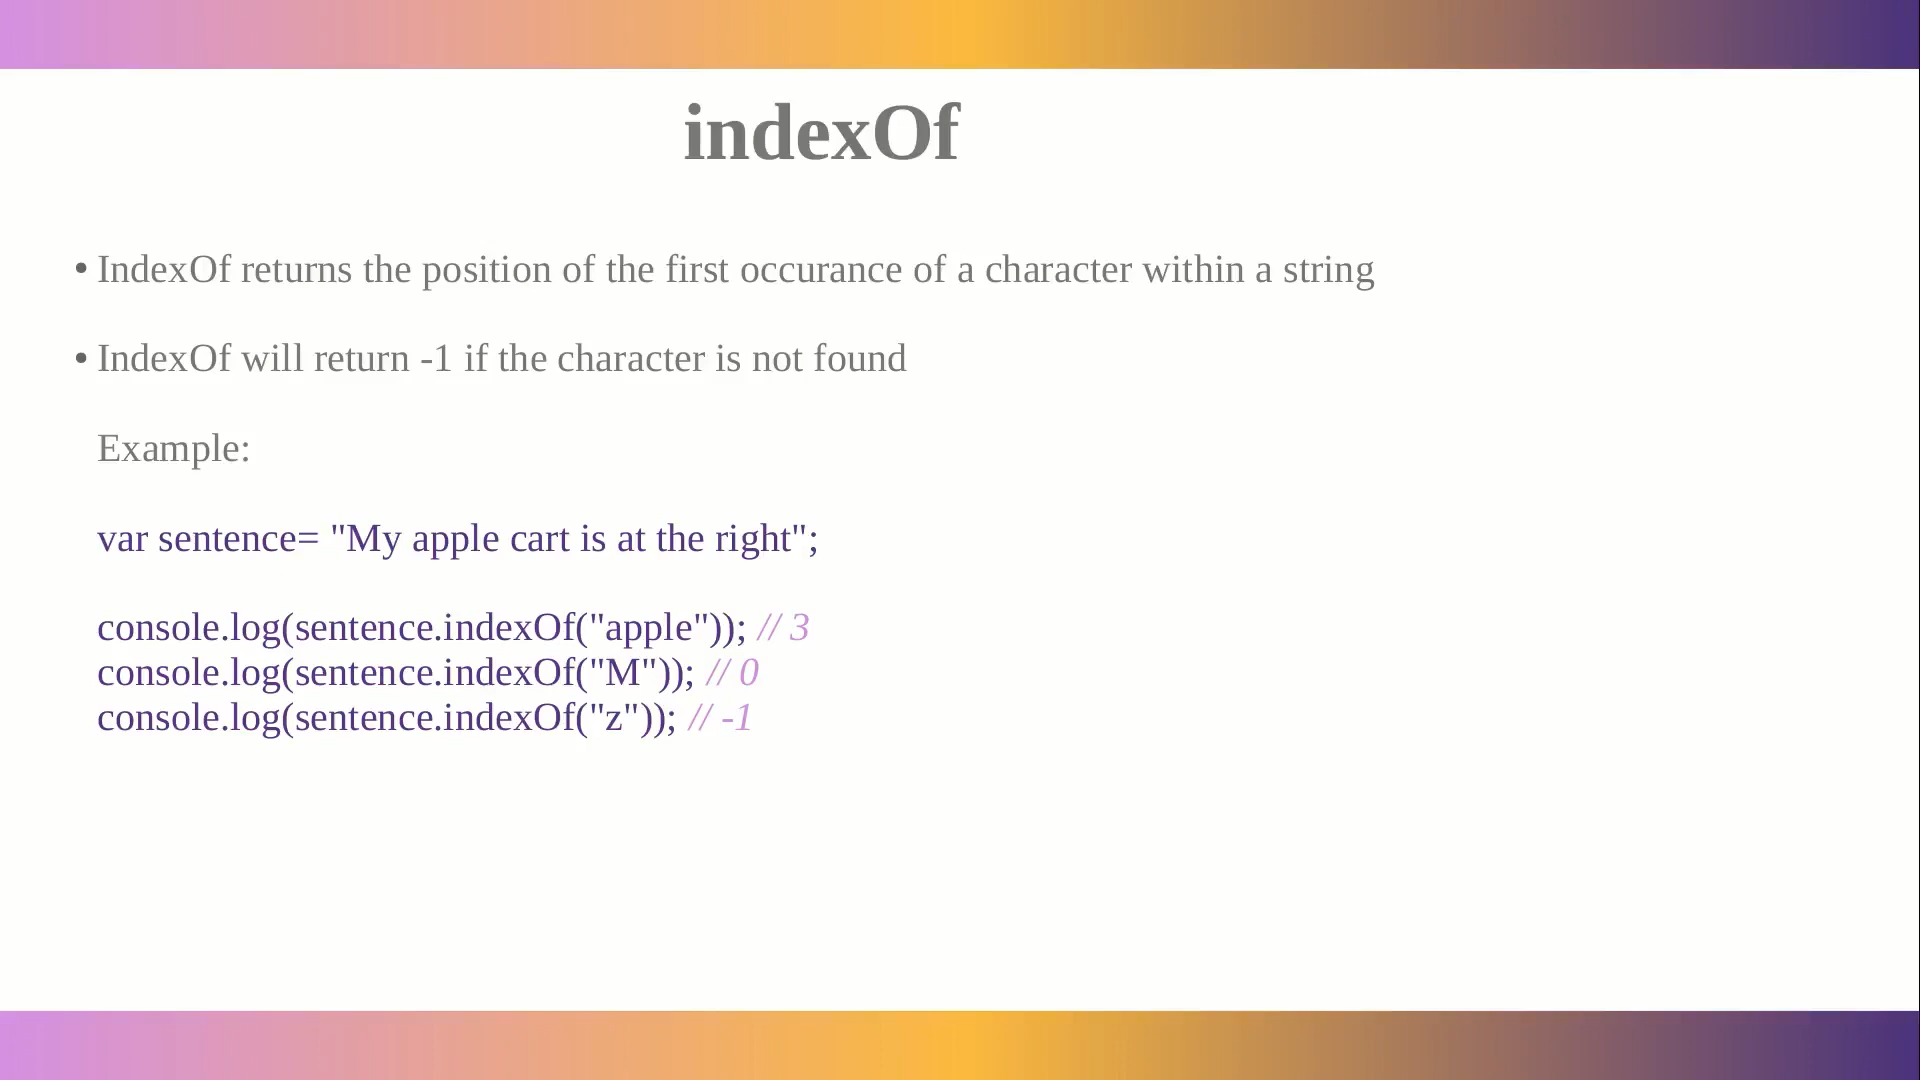 indexOf
• IndexOf returns the position of the first occurance of a character within a string
• IndexOf will return -1 if the character is not found
Example:
var sentence= "My apple cart is at the right";
console.log(sentence.indexOf("apple")); // 3
console.log(sentence.indexOf("M")); // 0
console.log(sentence.indexOf("z")); // -1